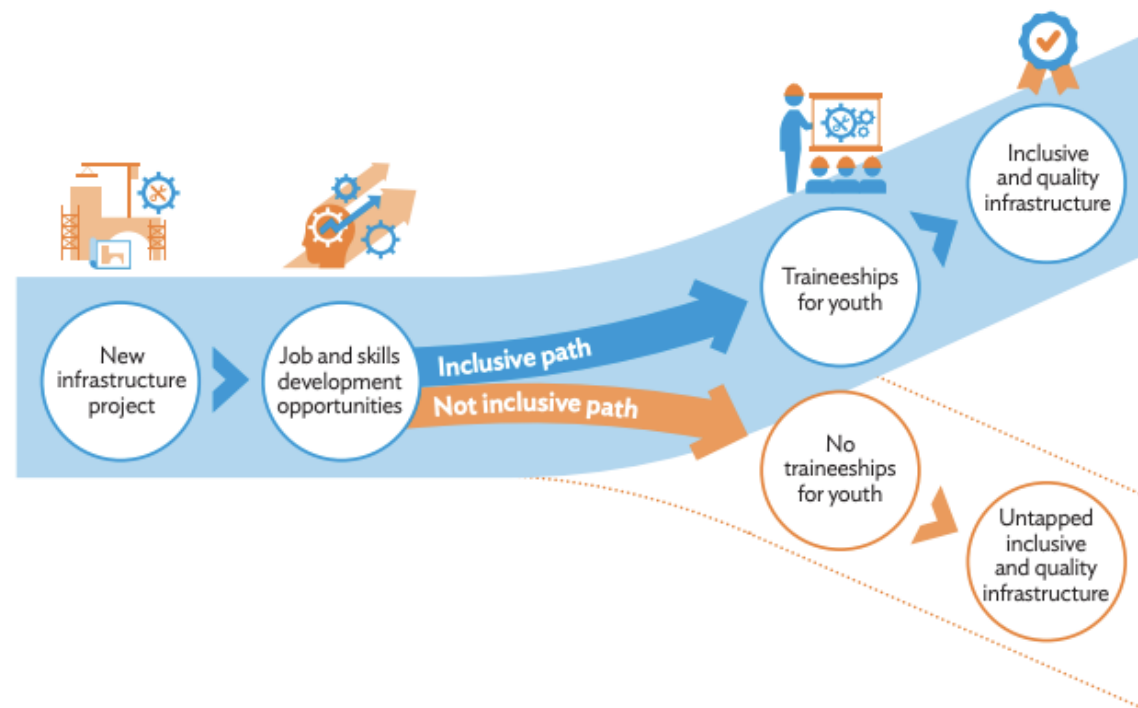 New
infrastructure
project
Job and skills
development
opportunities
Inclusive path
Not inclusive path
Traineeships
for youth
Inclusive
and quality
infrastructure
No
traineeships
for youth
Untapped
inclusive
and quality
infrastructure